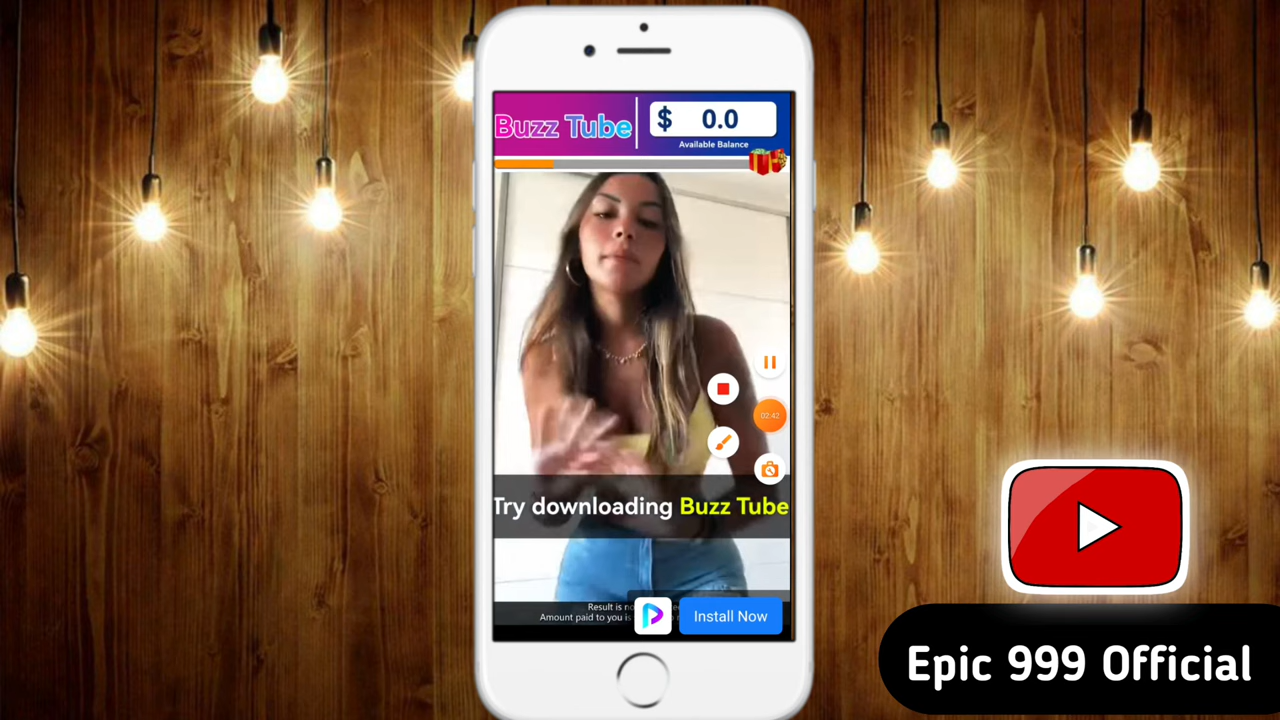 Buzz Tube
$ 0.0
Available Balance
02:42
Try downloading Buzz Tube
Result is no
Amount paid to you is
Install Now
Epic 999 Official